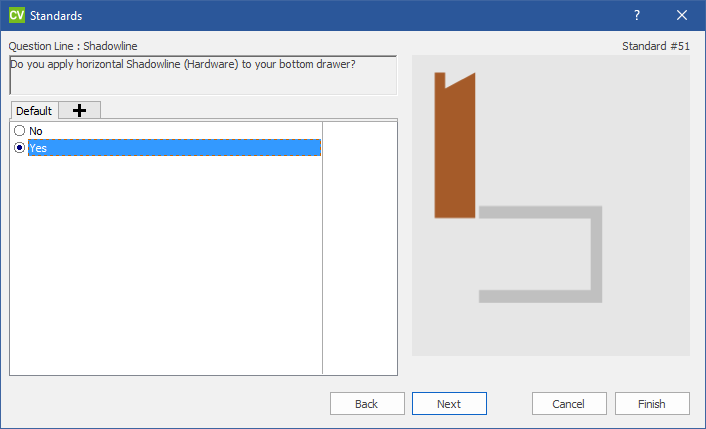 CV Standards ?
Question Line : Shadowline
Standard #51
Do you apply horizontal Shadowline (Hardware) to your bottom drawer?
Default
No
Yes
Back Next Cancel Finish